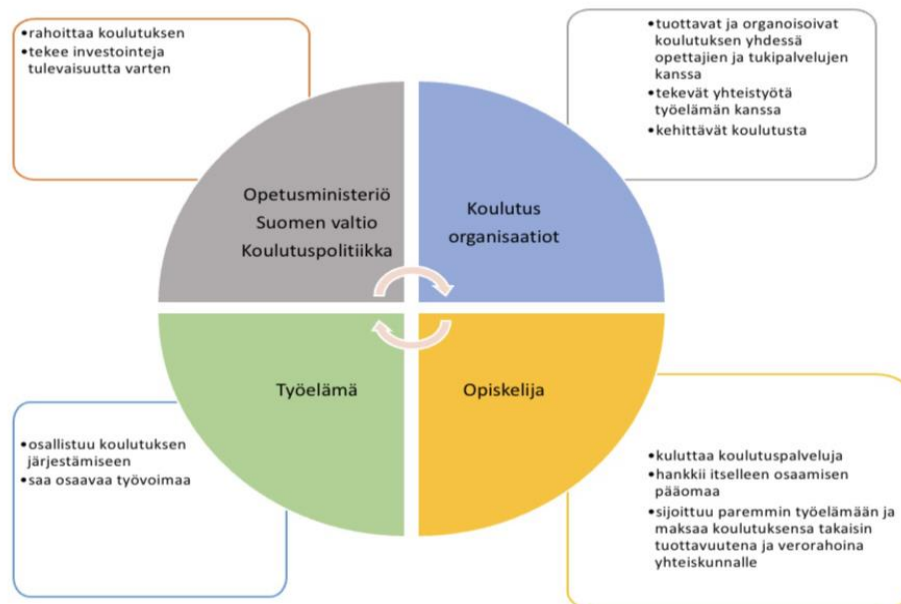 •rahoittaa koulutuksen
•tekee investointeja
tulevaisuutta varten
•tuottavat ja organoisoivat
koulutuksen yhdessä
opettajien ja tukipalvelujen
kanssa
•tekevät yhteistyötä
työelämän kanssa
•kehittävät koulutusta
Opetusministeriö
Suomen valtio
Koulutuspolitiikka
Koulutus
organisaatiot
Työelämä
Opiskelija
•osallistuu koulutuksen
järjestämiseen
•saa osaavaa työvoimaa
•kuluttaa koulutuspalveluja
•hankkii itselleen osaamisen
pääomaa
•sijoittuu paremmin työelämään ja
maksaa koulutuksensa takaisin
tuottavuutena ja verorahoina
yhteiskunnalle